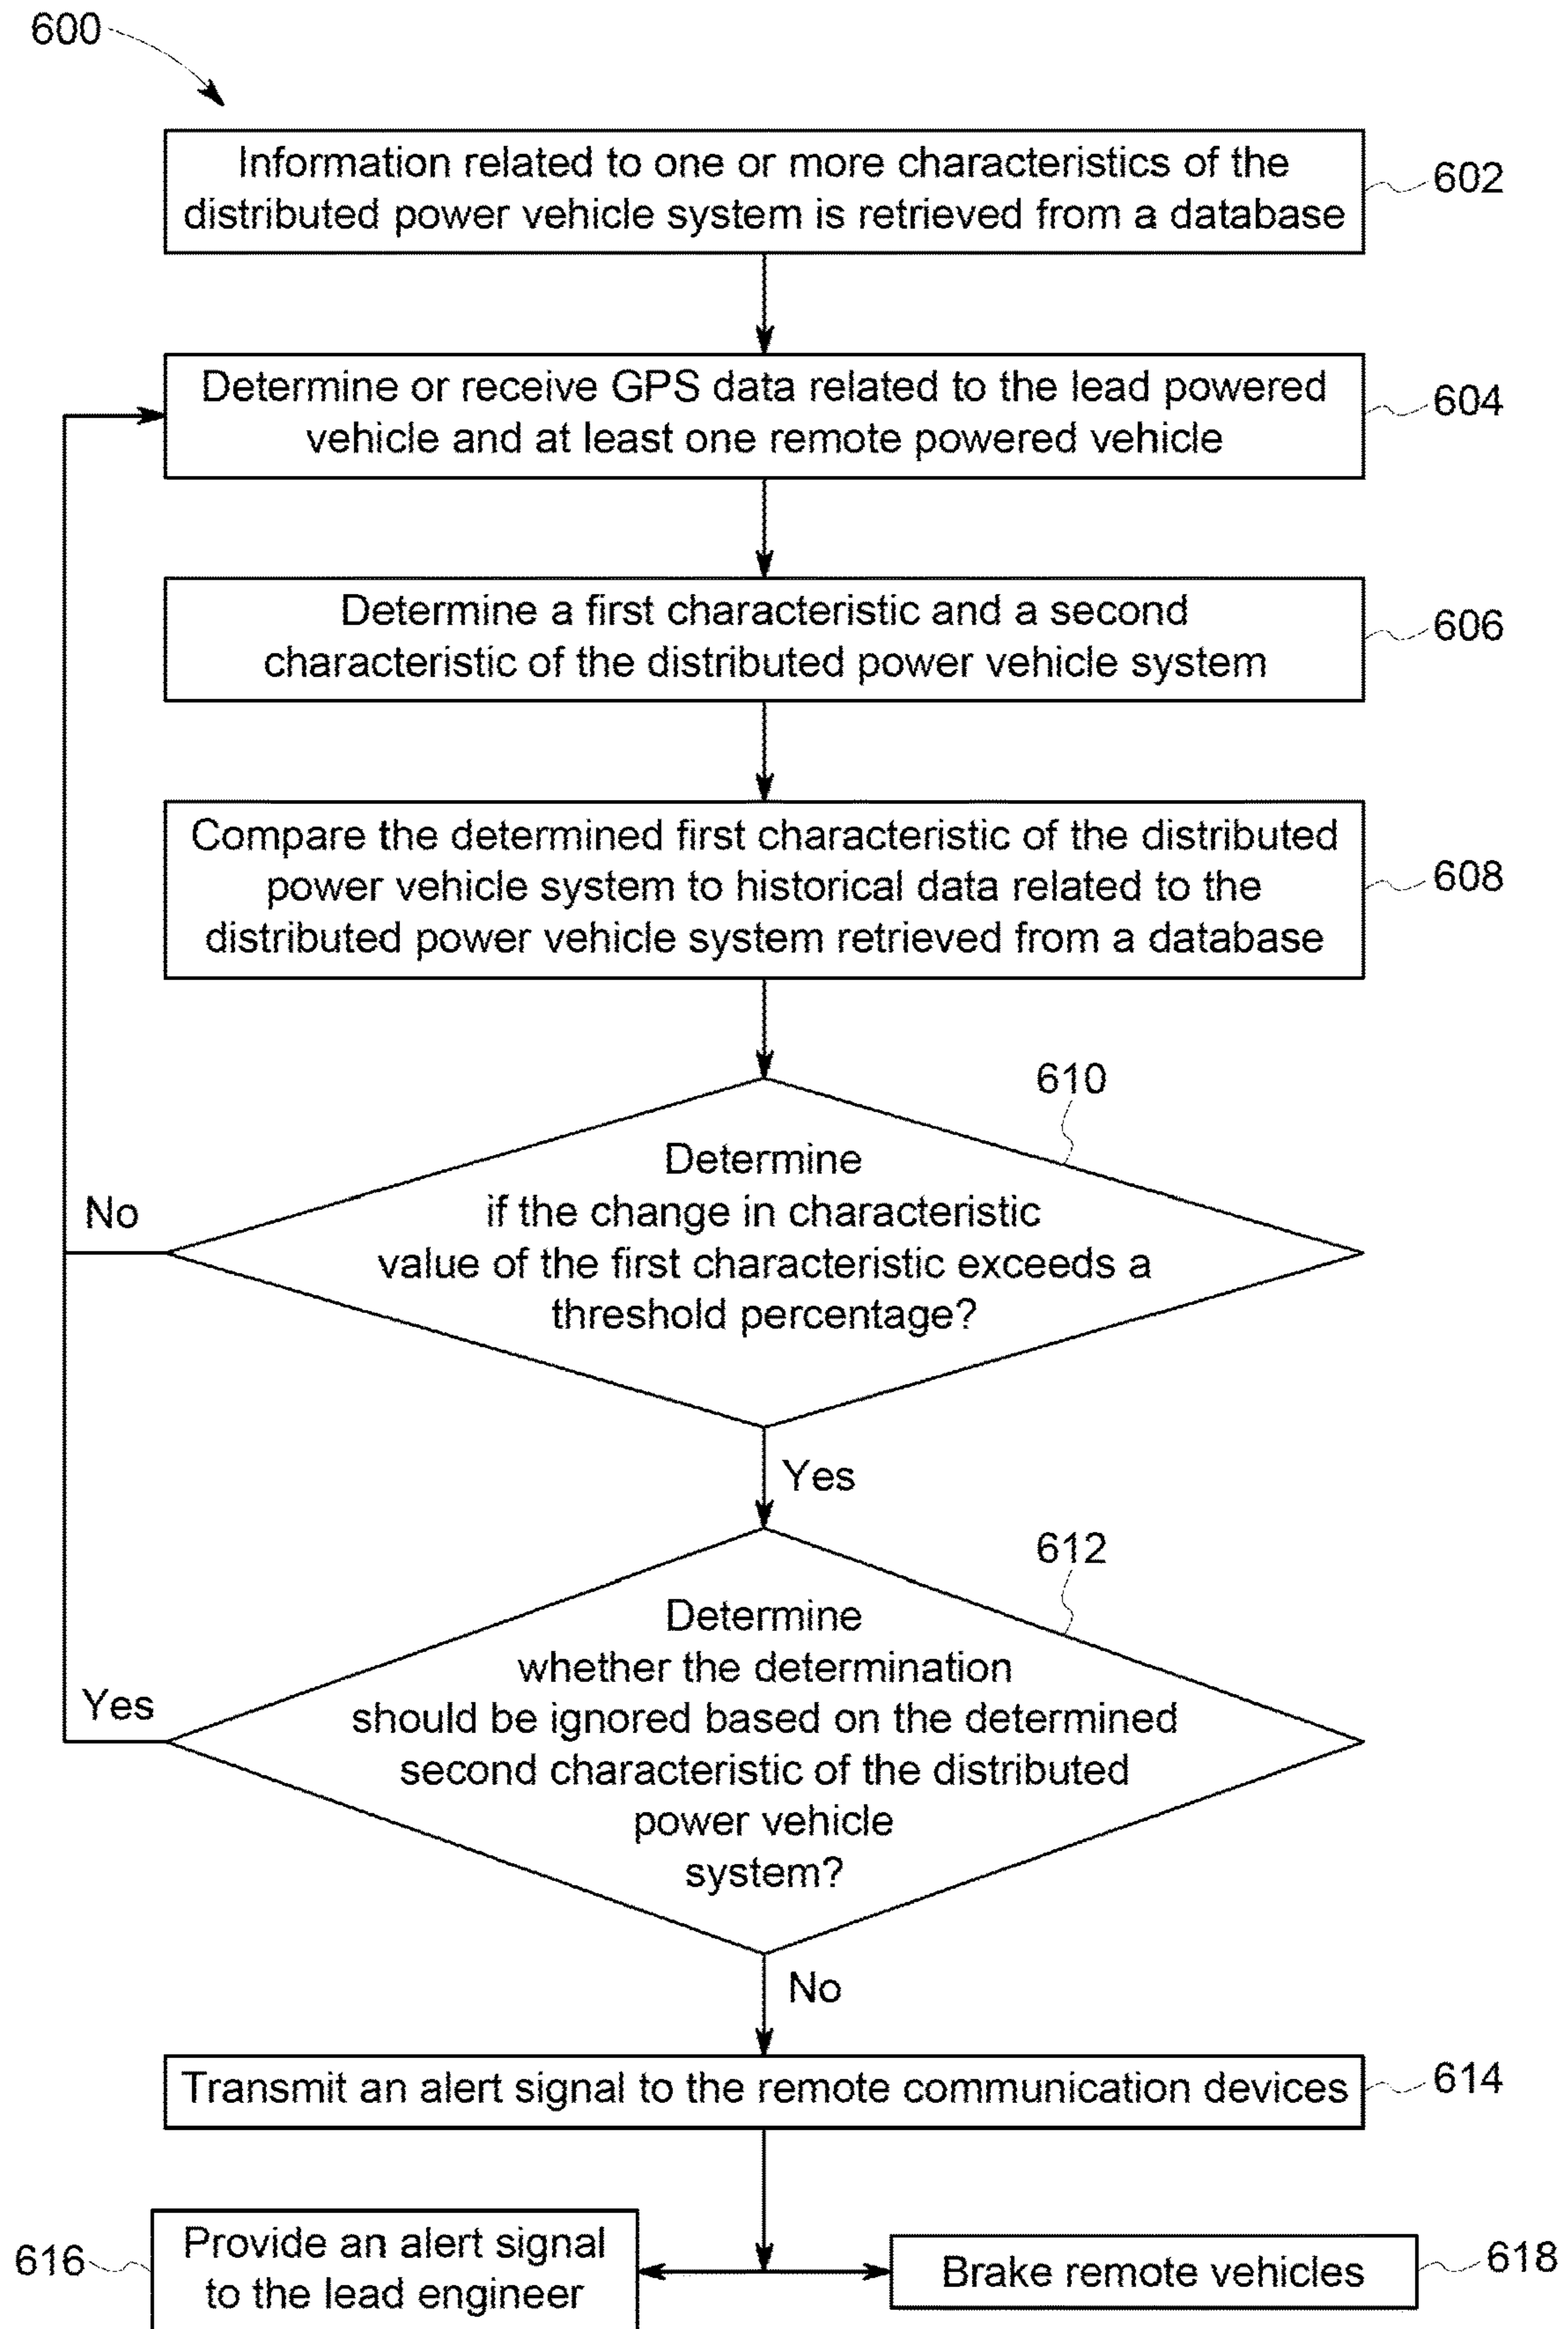 600
Information related to one or more characteristics of the
distributed power vehicle system is retrieved from a database
602
Determine or receive GPS data related to the lead powered
vehicle and at least one remote powered vehicle
604
Determine a first characteristic and a second
characteristic of the distributed power vehicle system
606
Compare the determined first characteristic of the distributed
power vehicle system to historical data related to the
distributed power vehicle system retrieved from a database
608
610
Determine
if the change in characteristic
value of the first characteristic exceeds a
threshold percentage?
No
Yes
612
Determine
whether the determination
should be ignored based on the determined
second characteristic of the distributed
power vehicle
system?
Yes
No
Transmit an alert signal to the remote communication devices
614
616
Provide an alert signal
to the lead engineer
Brake remote vehicles
618